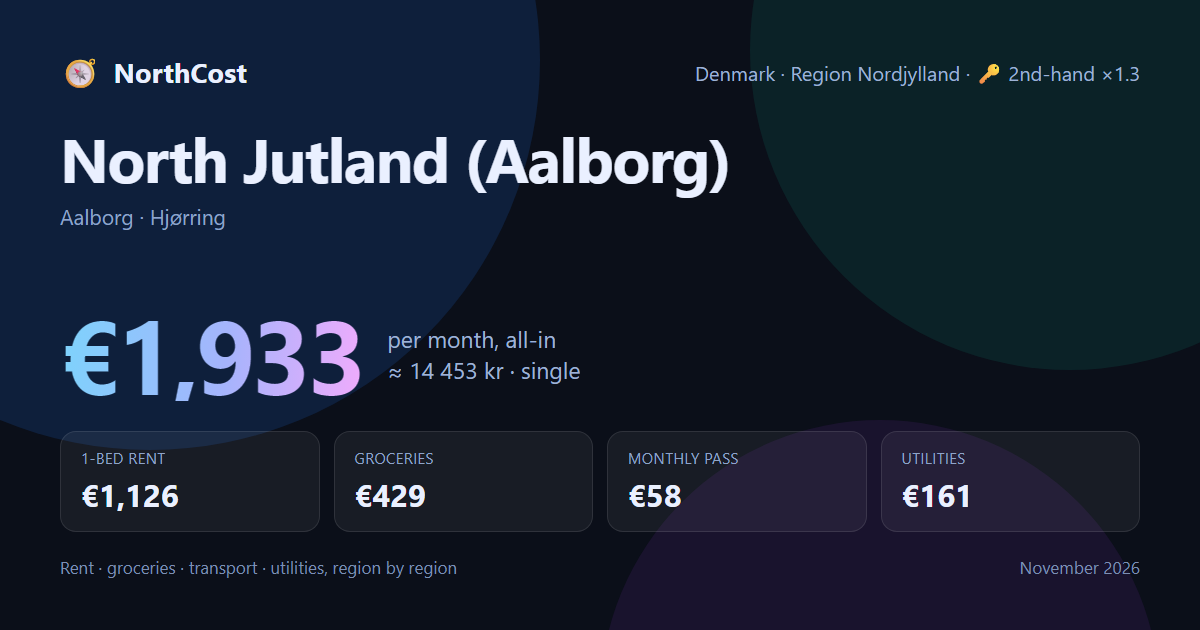 NorthCost
Denmark · Region Nordjylland · 🔑 2nd-hand ×1.3
North Jutland (Aalborg)
Aalborg · Hjørring
€1,933
per month, all-in
≈ 14 453 kr · single
1-BED RENT
€1,126
GROCERIES
€429
MONTHLY PASS
€58
UTILITIES
€161
Rent · groceries · transport · utilities, region by region
November 2026